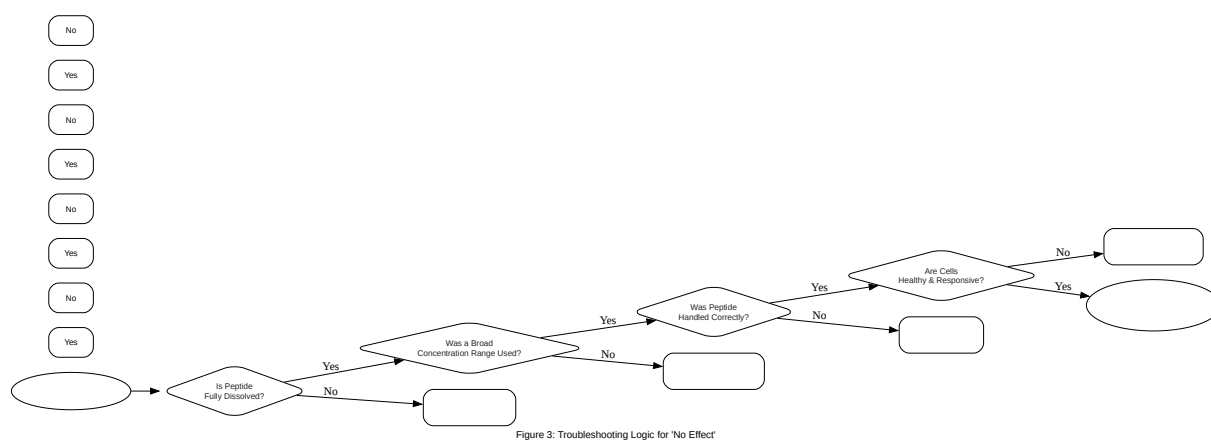 No
Yes
No
Yes
No
Yes
No
Yes
Is Peptide
Fully Dissolved?
Yes
No
Was a Broad
Concentration Range Used?
Yes
No
Was Peptide
Handled Correctly?
Yes
No
Are Cells
Healthy & Responsive?
No
Yes
Figure 3: Troubleshooting Logic for 'No Effect'